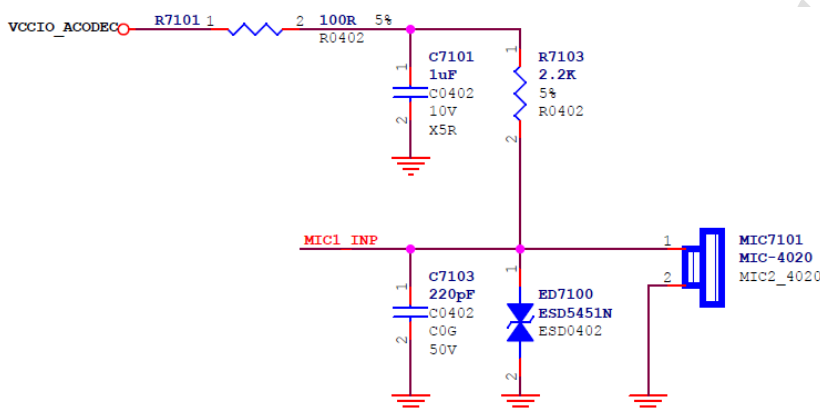 VCCIO_ACODEC R7101 1 2 100R 5%
R0402
C7101
1uF
C0402
10V
X5R
1
2
R7103
2.2K
5%
R0402
1
2
MIC1_INP
C7103
220pF
C0402
C0G
50V
1
2
ED7100
ESD5451N
ESD0402
1
2
1
2
MIC7101
MIC-4020
MIC2_4020